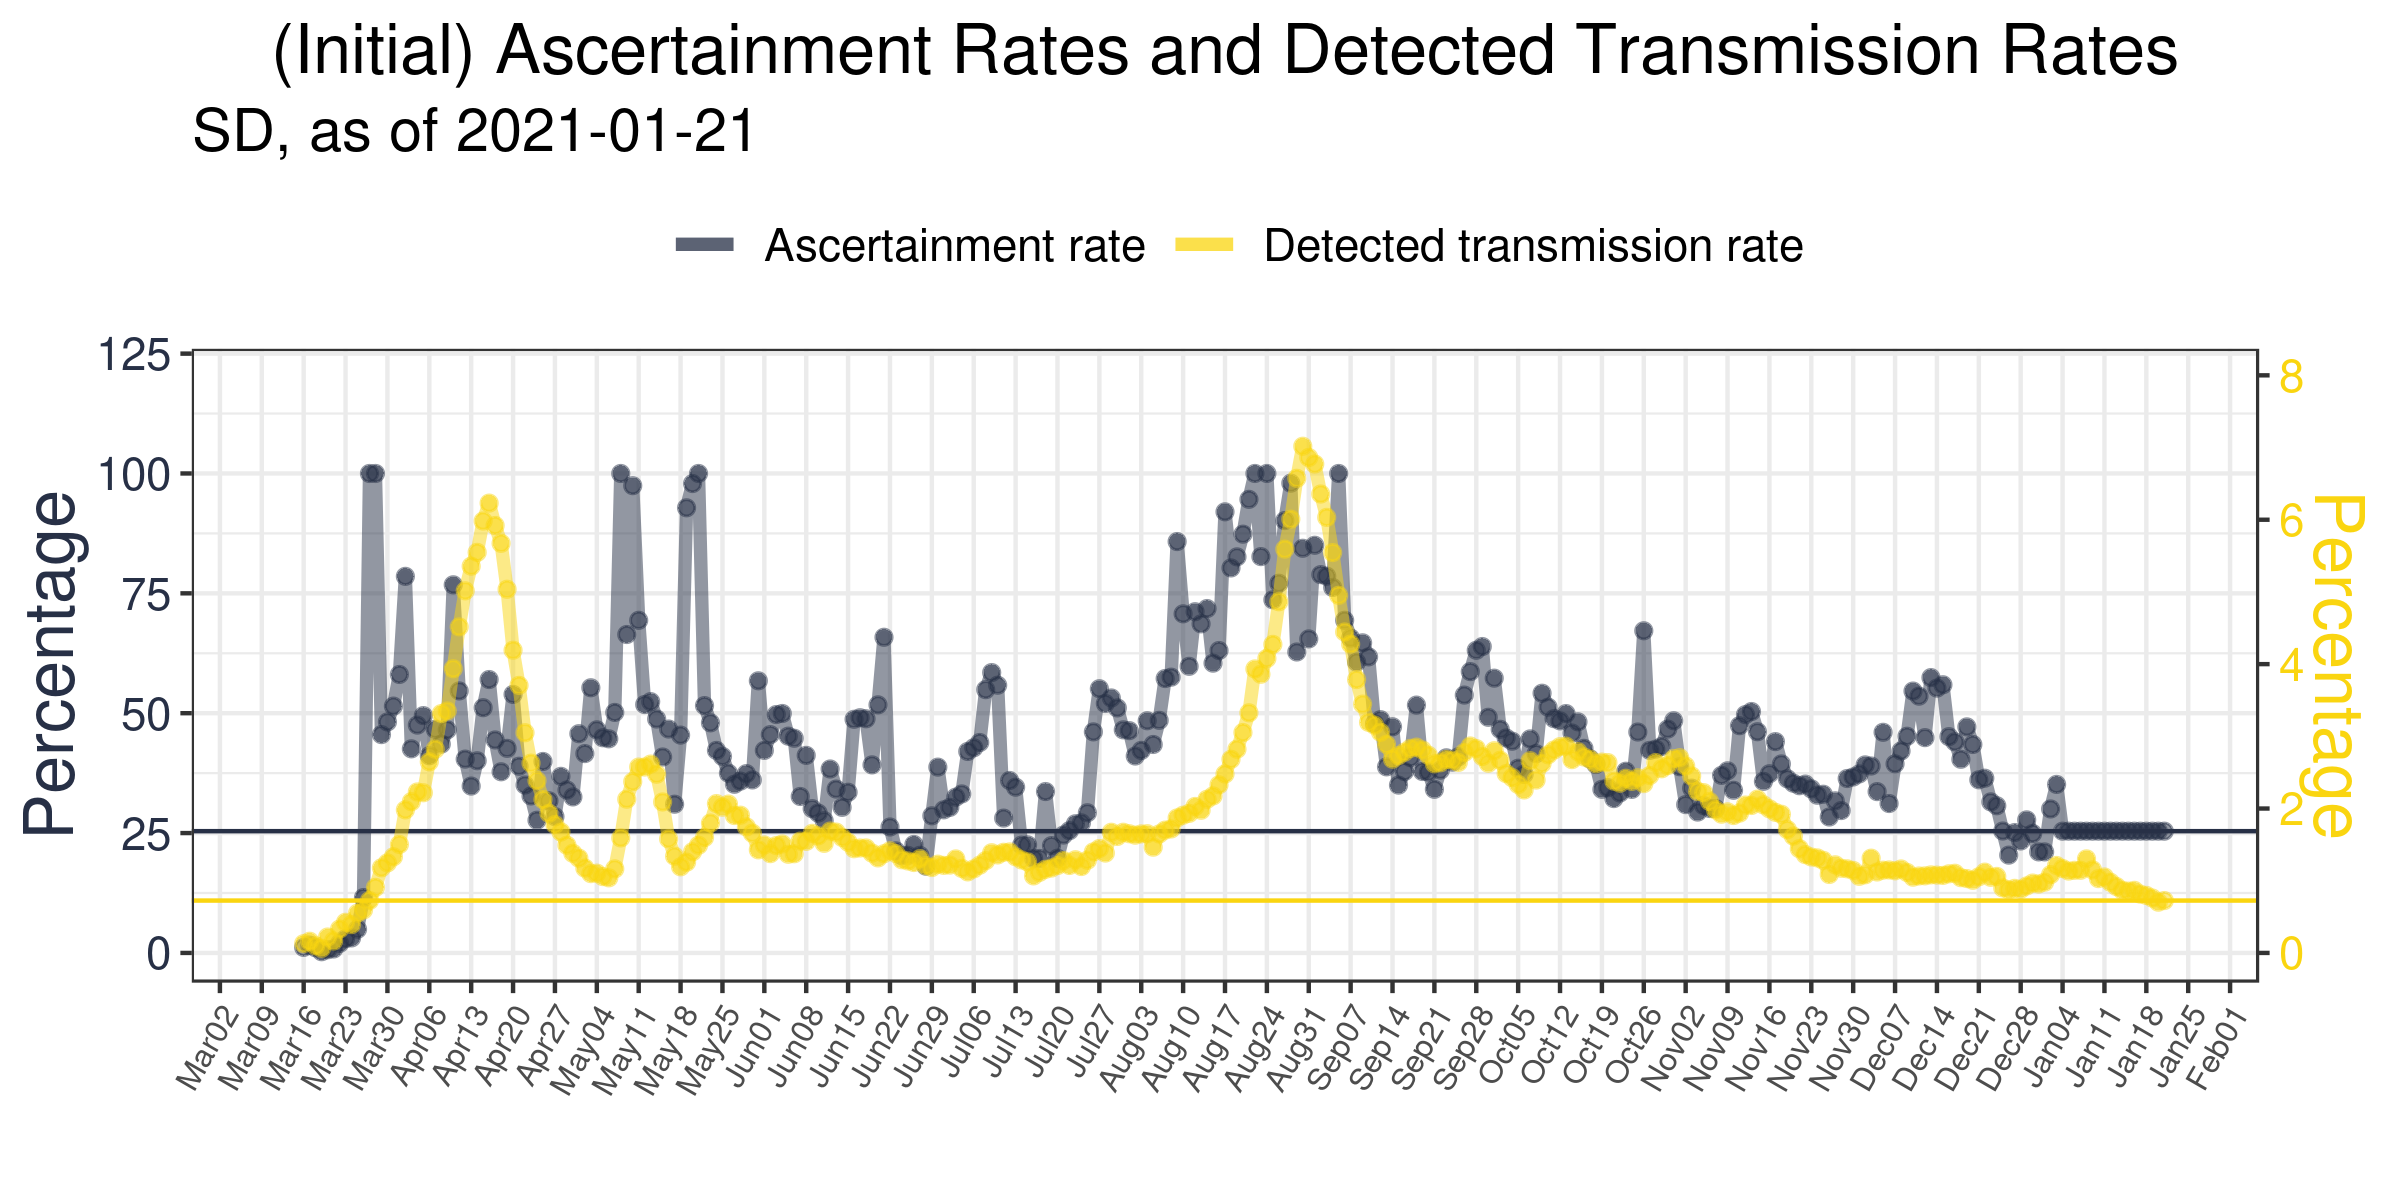 (Initial) Ascertainment Rates and Detected Transmission Rates
SD, as of 2021-01-21
Ascertainment rate
Detected transmission rate
125
100
75
50
25
0
Percentage
8
6
4
2
0
Percentage
Mar02
Mar09
Mar16
Mar23
Mar30
Apr06
Apr13
Apr20
Apr27
May04
May11
May18
May25
Jun01
Jun08
Jun15
Jun22
Jun29
Jul06
Jul13
Jul20
Jul27
Aug03
Aug10
Aug17
Aug24
Aug31
Sep07
Sep14
Sep21
Sep28
Oct05
Oct12
Oct19
Oct26
Nov02
Nov09
Nov16
Nov23
Nov30
Dec07
Dec14
Dec21
Dec28
Jan04
Jan11
Jan18
Jan25
Feb01